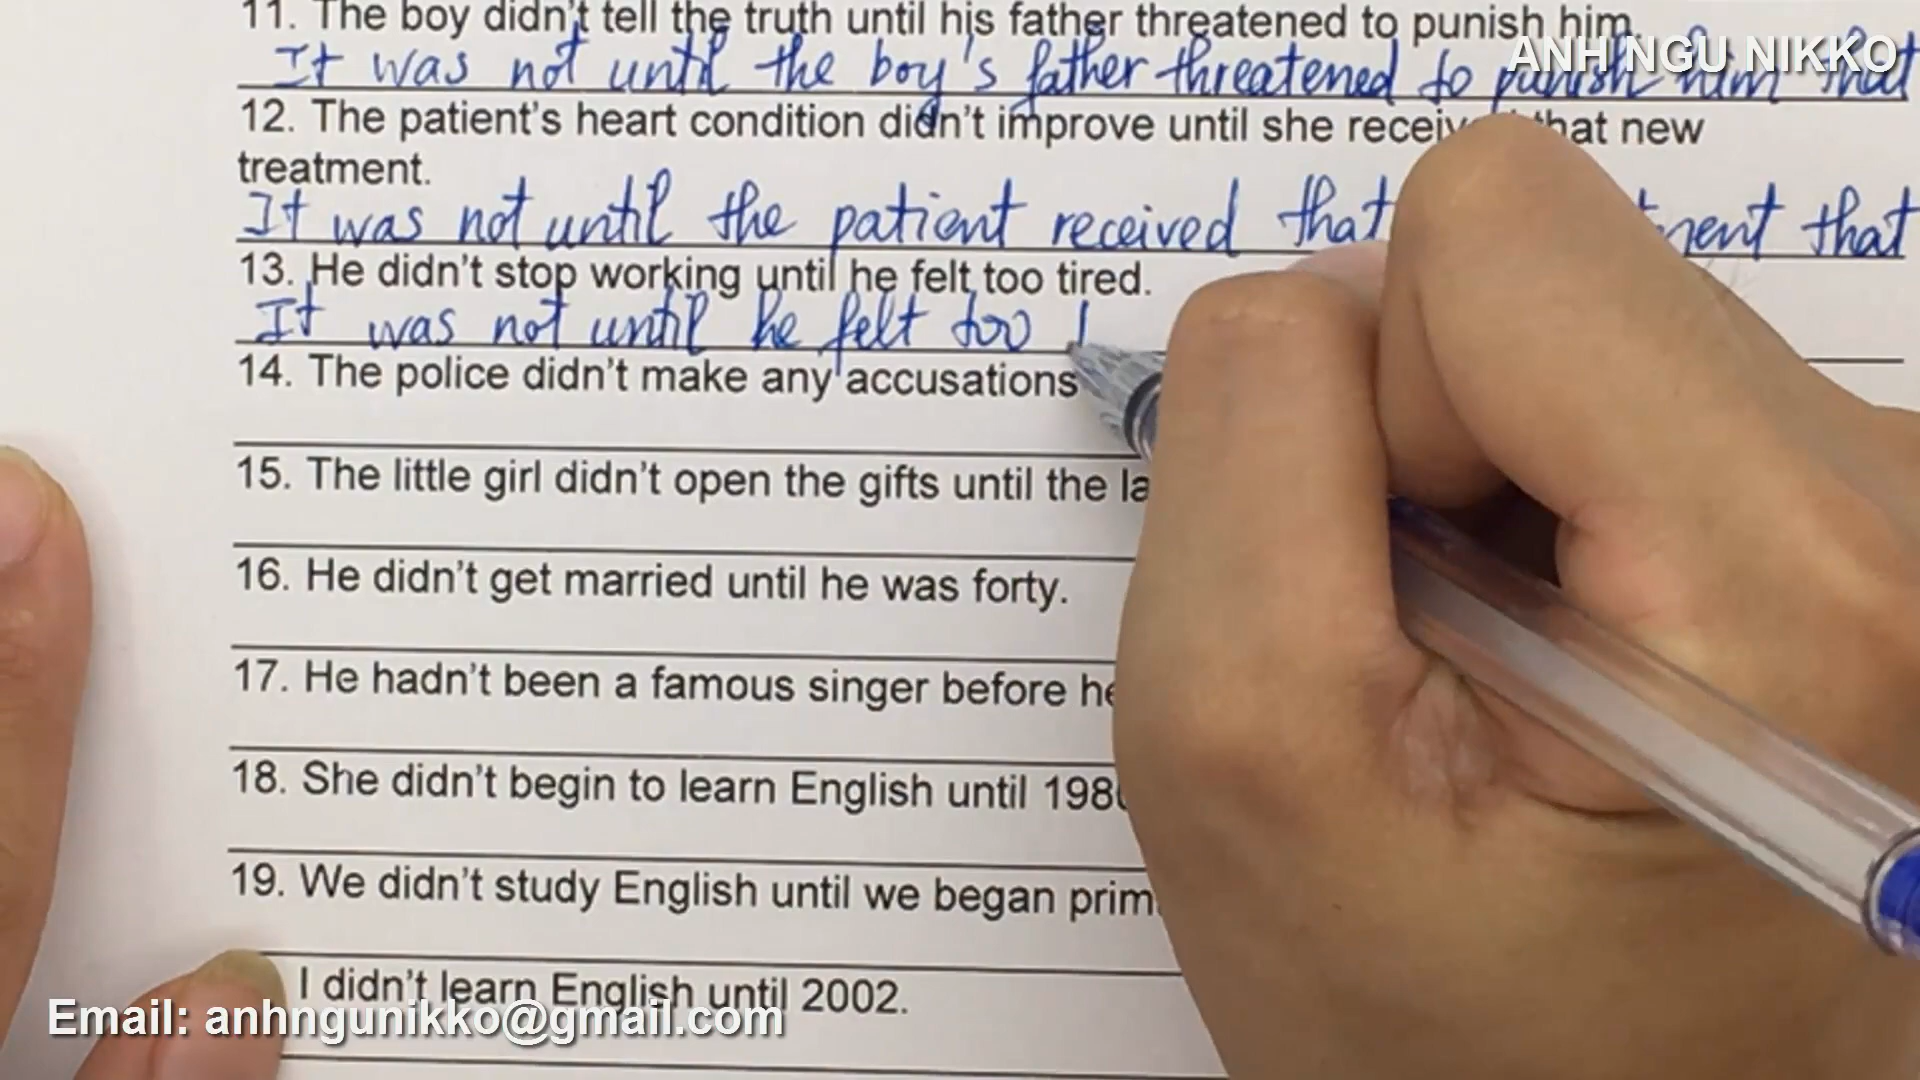 11. The boy didn't tell the truth until his father threatened to punish him.
ANH NGU NIKKO
It was not until the boy's father threatened to punish him that
12. The patient's heart condition didn't improve until she that new
treatment.
It was not until the patient received that that
13. He didn't stop working until he felt too tired.
It was not until he felt too
14. The police didn't make any accusations
15. The little girl didn't open the gifts until the
16. He didn't get married until he was forty.
17. He hadn't been a famous singer before
18. She didn't begin to learn English until
19. We didn't study English until we began
I didn't learn English until 2002.
Email: anhngunikko@gmail.com